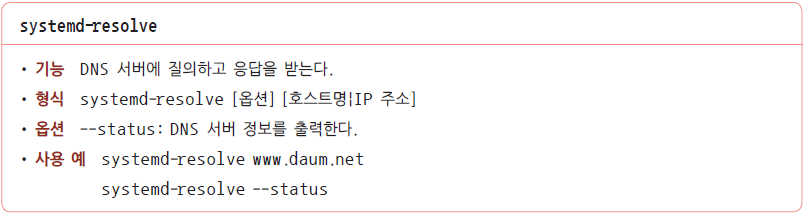 systemd-resolve
• 기능 DNS 서버에 질의하고 응답을 받는다.
• 형식 systemd-resolve [옵션] [호스트명¦IP 주소]
• 옵션 --status: DNS 서버 정보를 출력한다.
• 사용 예 systemd-resolve www.daum.net
systemd-resolve --status